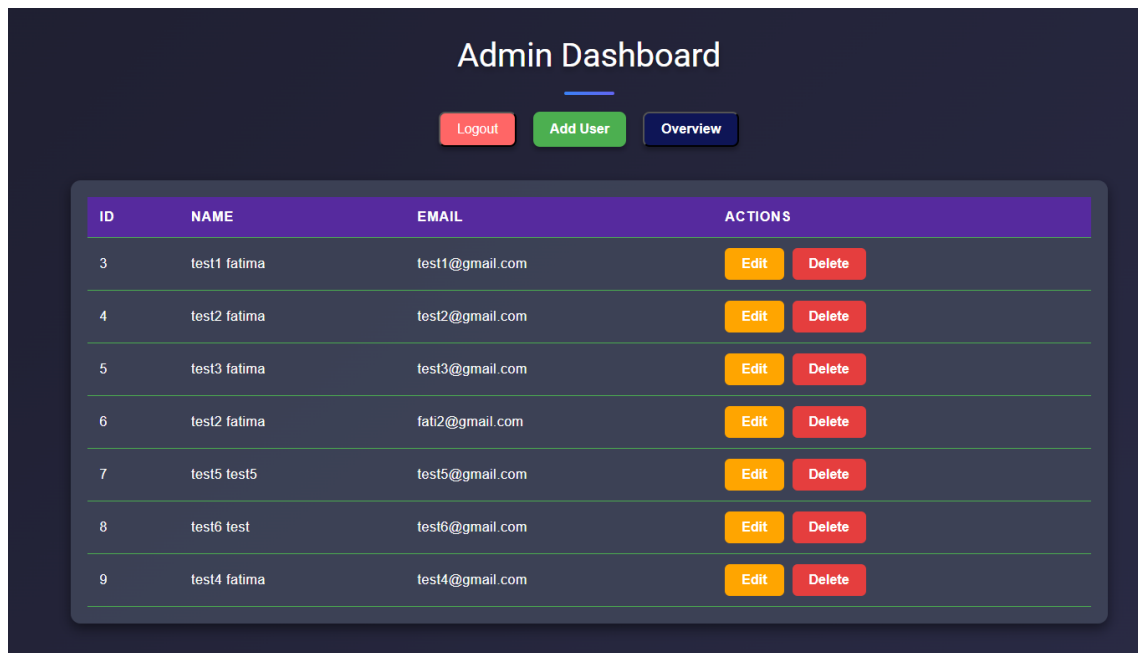 Admin Dashboard
Logout Add User Overview
ID NAME EMAIL ACTIONS
3 test1 fatima test1@gmail.com Edit Delete
4 test2 fatima test2@gmail.com Edit Delete
5 test3 fatima test3@gmail.com Edit Delete
6 test2 fatima fati2@gmail.com Edit Delete
7 test5 test5 test5@gmail.com Edit Delete
8 test6 test test6@gmail.com Edit Delete
9 test4 fatima test4@gmail.com Edit Delete